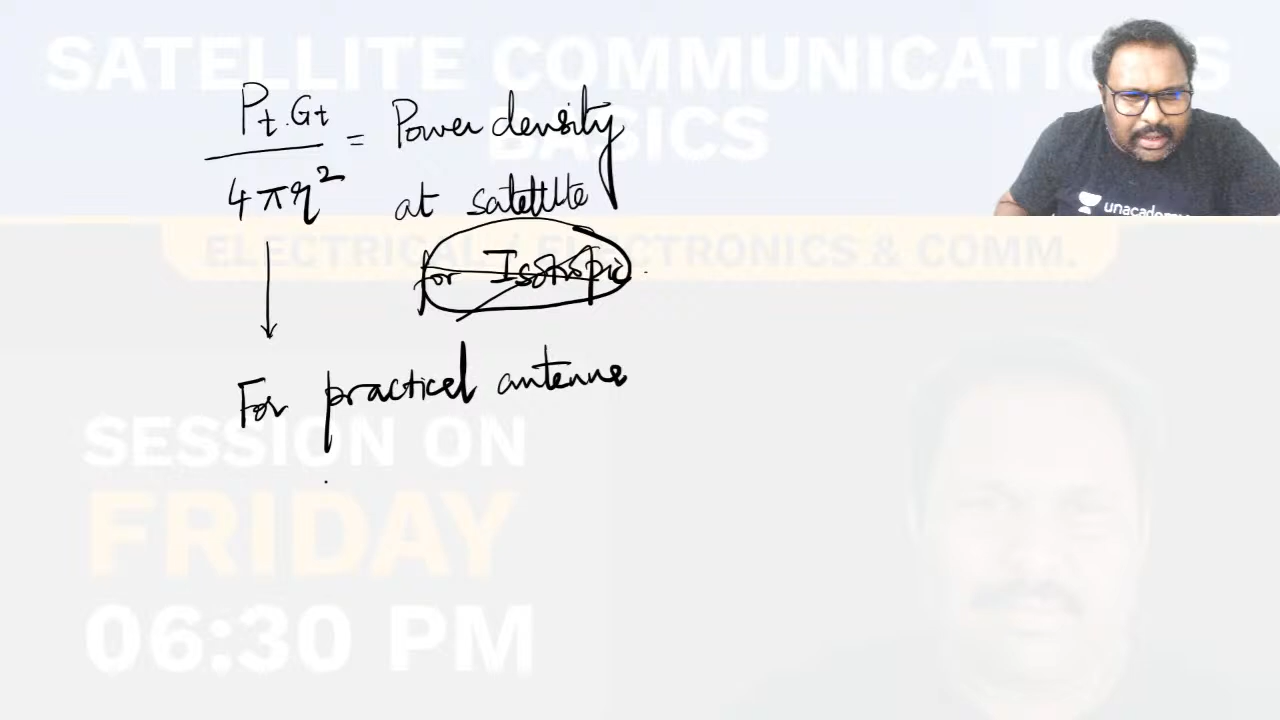 SATELLITE COMMUNICATIONS
BASICS
ELECTRICAL / ELECTRONICS & COMM.
Pt.Gt
4πr²
= Power density
at satellite
for Isotropic
For practical antenna
unacademy
SESSION ON
FRIDAY
06:30 PM